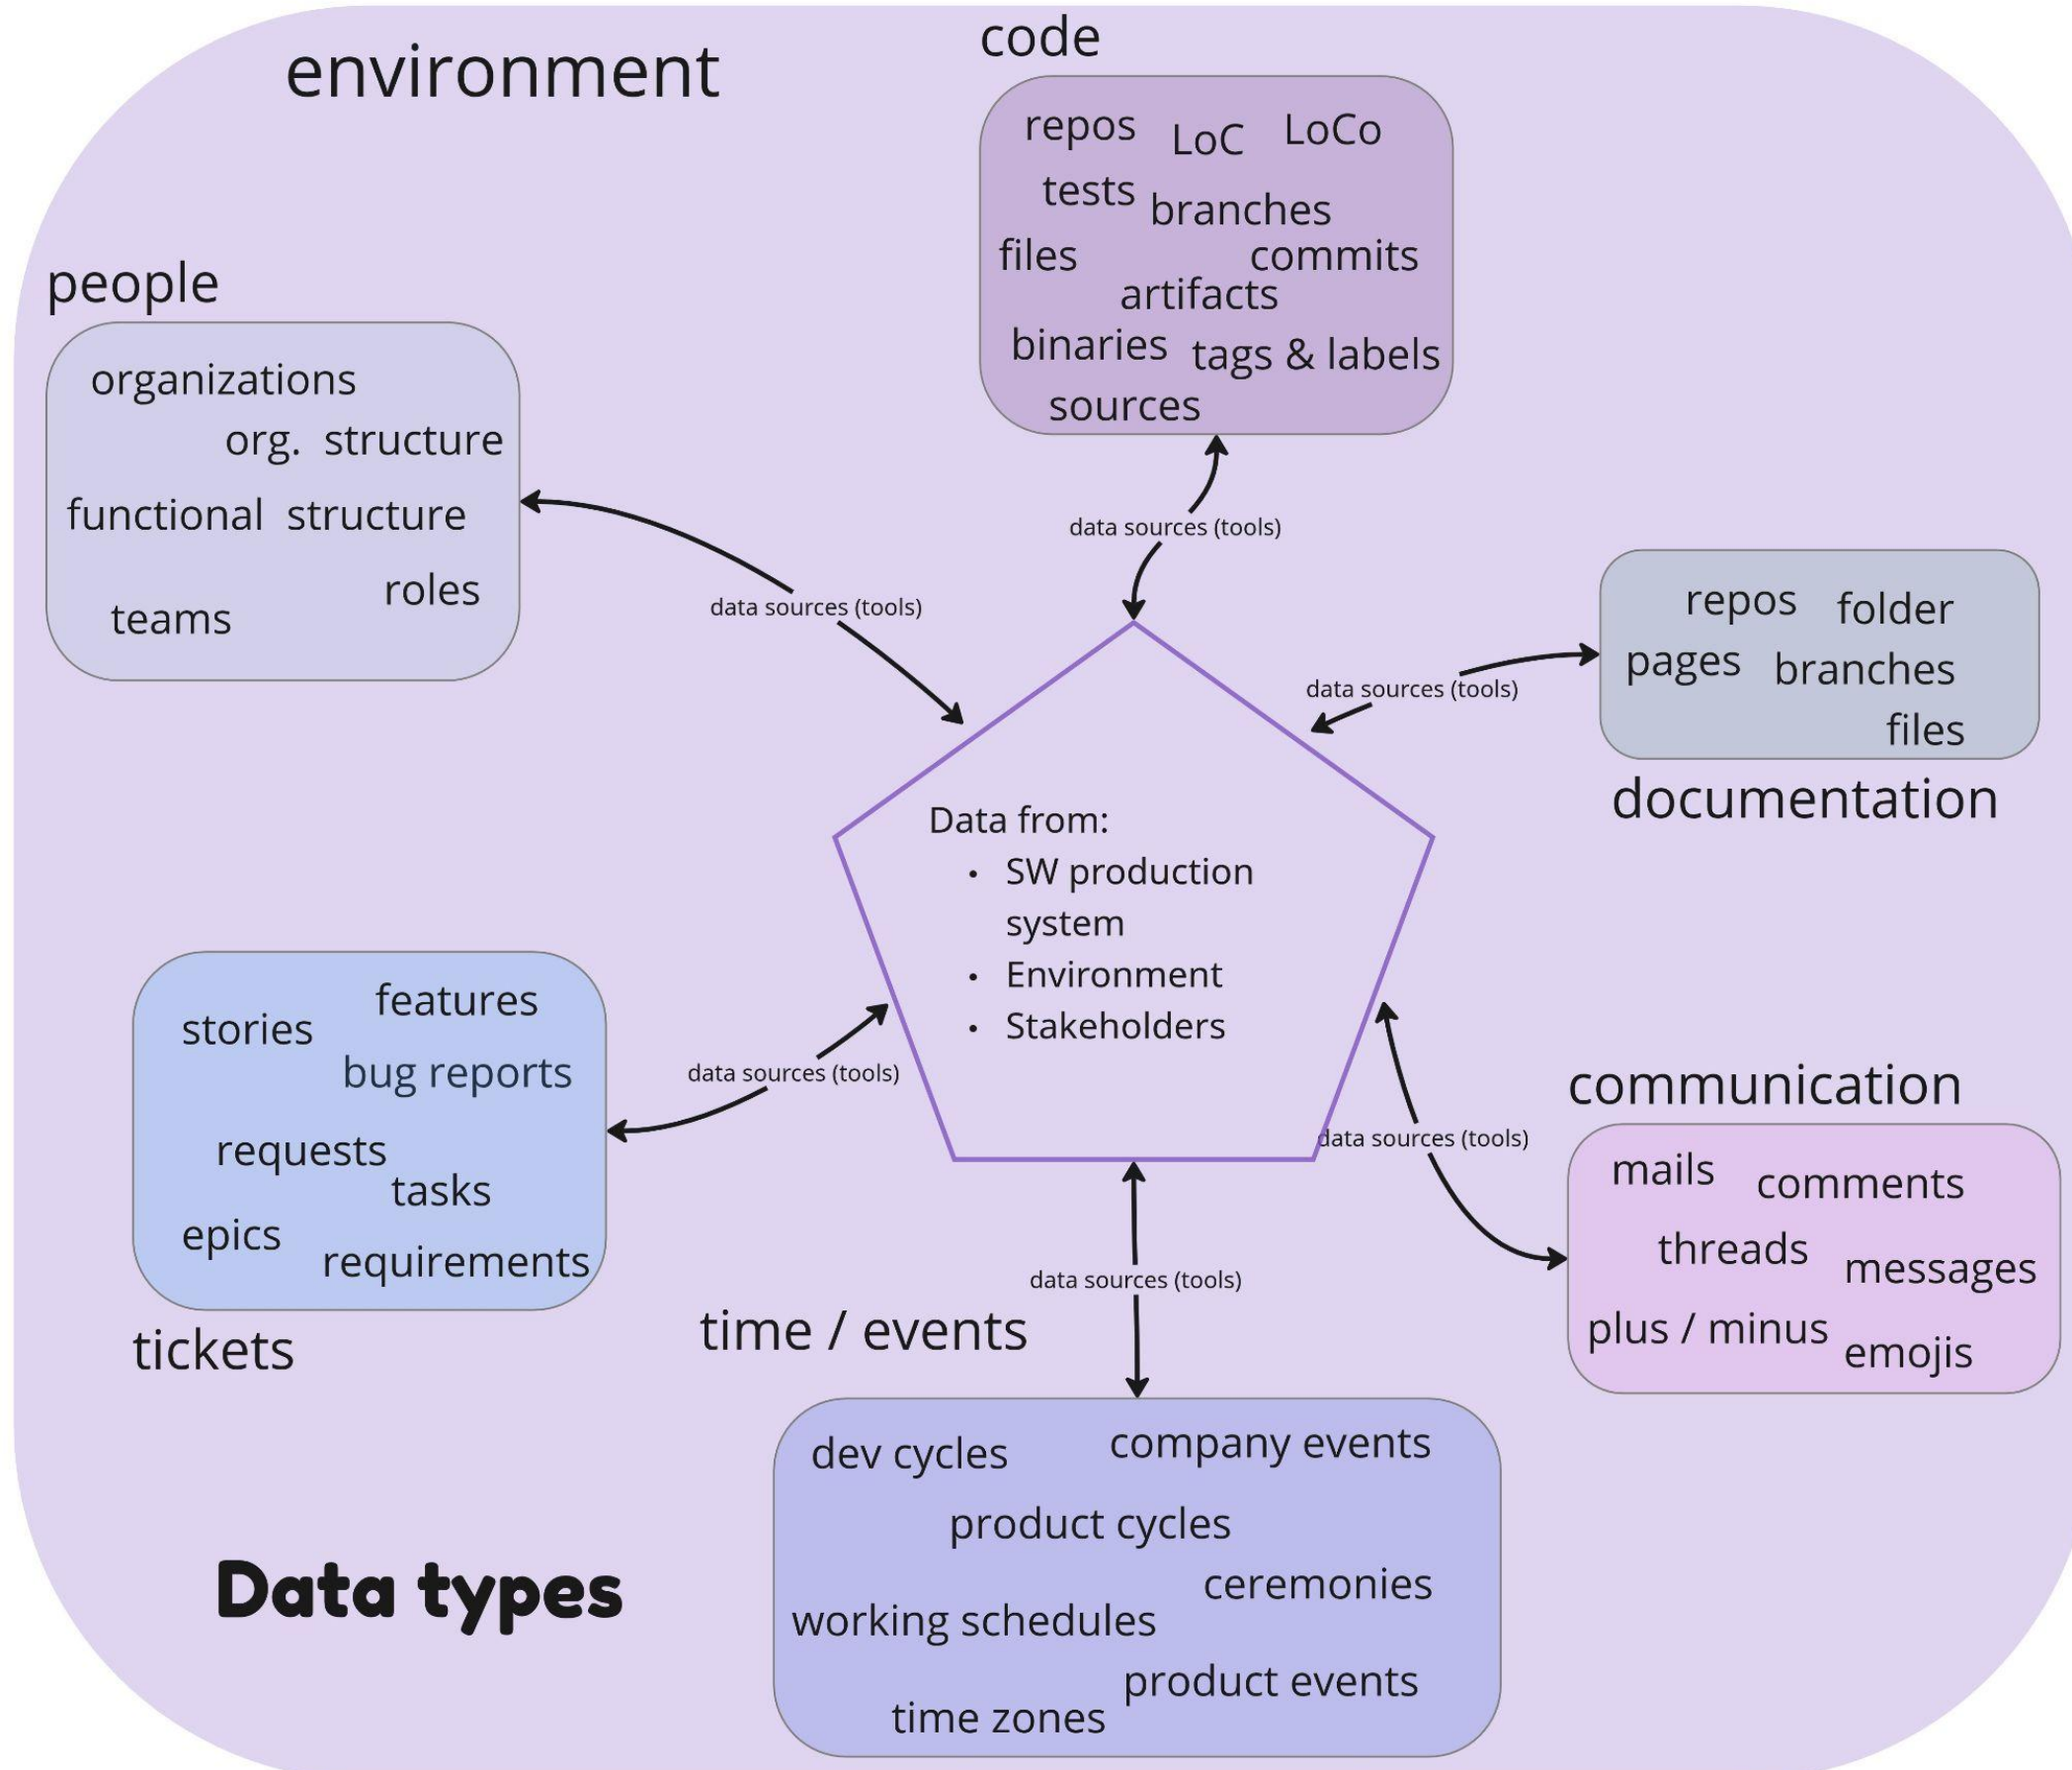 environment
code
repos LoC LoCo
tests
branches
files commits
artifacts
binaries tags & labels
sources
people
organizations
org. structure
functional structure
roles
teams
data sources (tools)
data sources (tools)
repos folder
pages branches
files
documentation
data sources (tools)
Data from:
• SW production
system
• Environment
• Stakeholders
features
stories
bug reports
requests
tasks
epics
requirements
tickets
data sources (tools)
communication
mails comments
threads
messages
plus / minus
emojis
data sources (tools)
data sources (tools)
time / events
dev cycles company events
product cycles
ceremonies
working schedules
product events
time zones
Data types